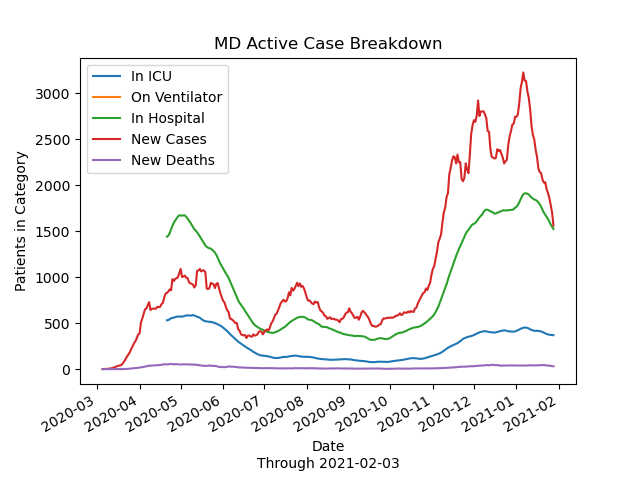 MD Active Case Breakdown
In ICU
On Ventilator
In Hospital
New Cases
New Deaths
Patients in Category
3000
2500
2000
1500
1000
500
0
2020-03
2020-04
2020-05
2020-06
2020-07
2020-08
2020-09
2020-10
2020-11
2020-12
2021-01
2021-02
Date
Through 2021-02-03